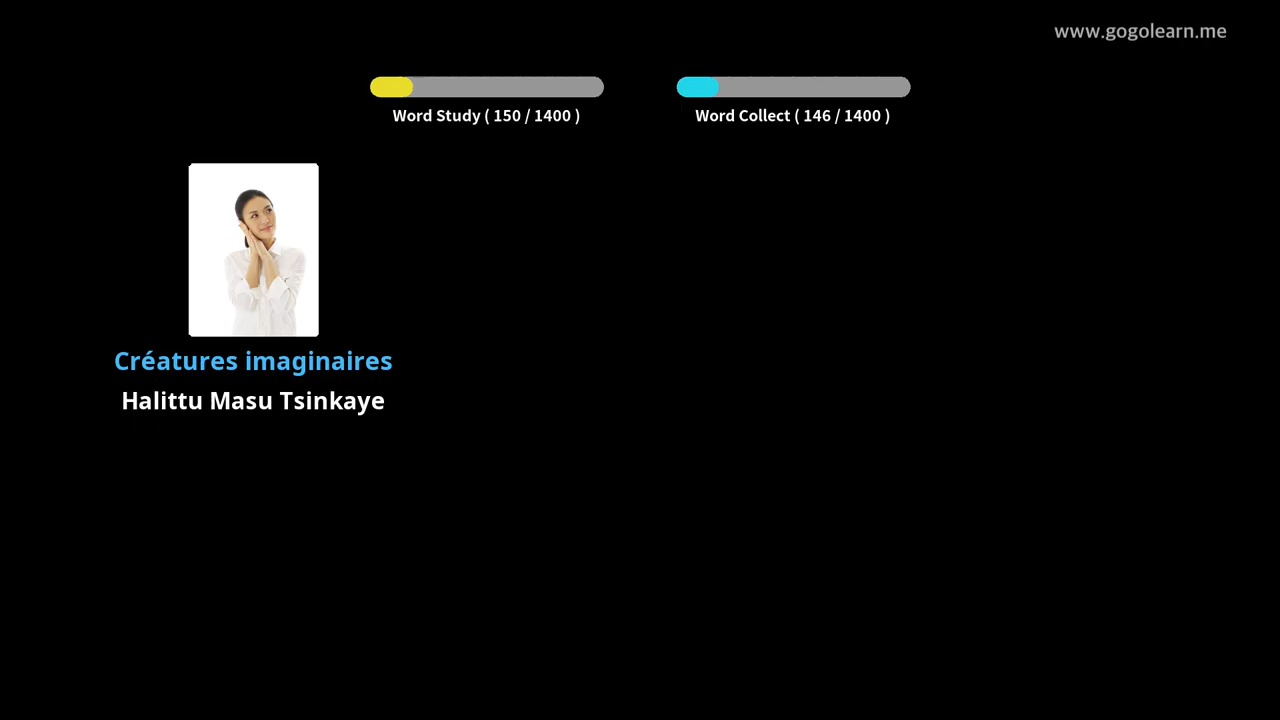 www.gogolearn.me
Word Study ( 150 / 1400 )
Word Collect ( 146 / 1400 )
Créatures imaginaires
Halittu Masu Tsinkaye